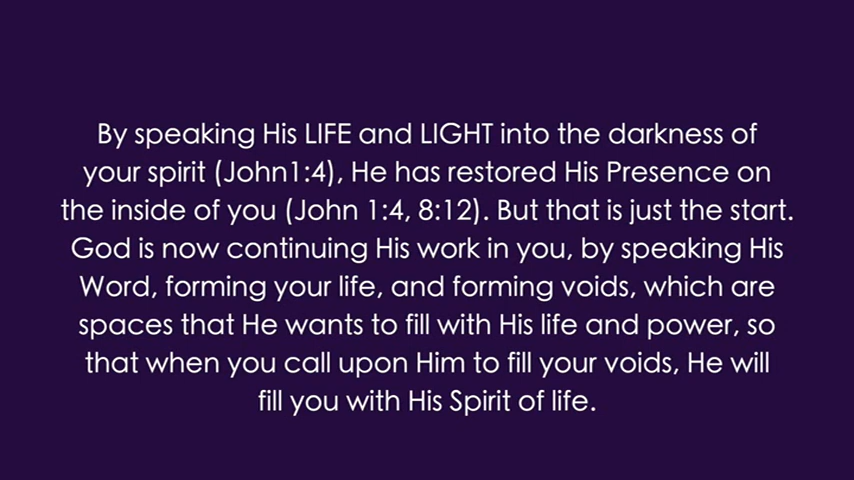 By speaking His LIFE and LIGHT into the darkness of
your spirit (John1:4), He has restored His Presence on
the inside of you (John 1:4, 8:12). But that is just the start.
God is now continuing His work in you, by speaking His
Word, forming your life, and forming voids, which are
spaces that He wants to fill with His life and power, so
that when you call upon Him to fill your voids, He will
fill you with His Spirit of life.